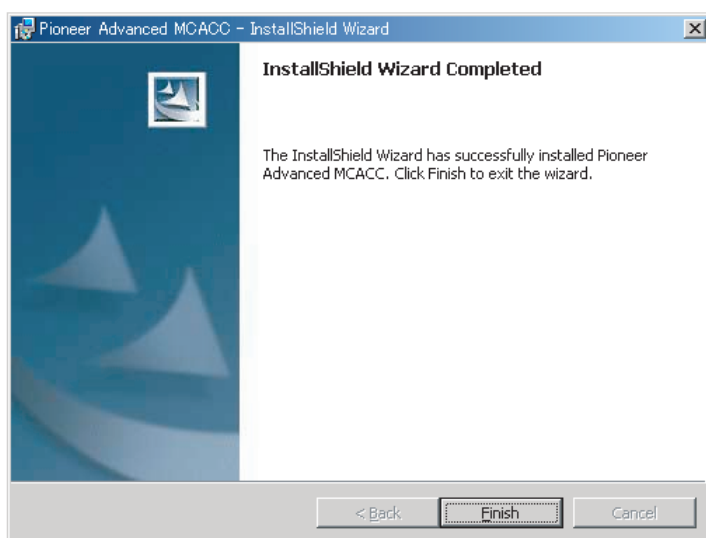 Pioneer Advanced MCACC - InstallShield Wizard
InstallShield Wizard Completed
The InstallShield Wizard has successfully installed Pioneer
Advanced MCACC. Click Finish to exit the wizard.
< Back
Finish
Cancel